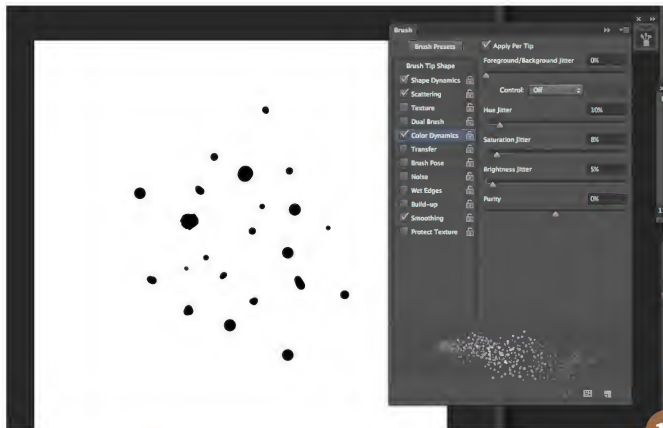 Brush
Brush Presets
Apply Per Tip
Brush Tip Shape
Foreground/Background Jitter 0%
Shape Dynamics
Scattering
Control: Off
Texture
Hue Jitter 10%
Dual Brush
Color Dynamics
Saturation Jitter 8%
Transfer
Brush Pose
Brightness Jitter 5%
Noise
Wet Edges
Purity 0%
Build-up
Smoothing
Protect Texture